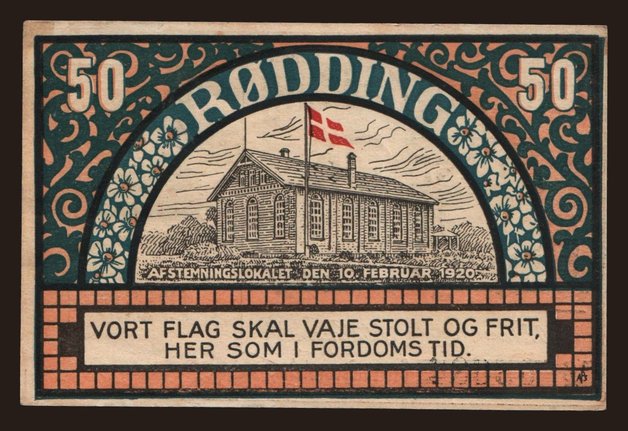 50 RØDDING 50
AFSTEMNINGSLOKALET DEN 10. FEBRUAR 1920.
VORT FLAG SKAL VAJE STOLT OG FRIT,
HER SOM I FORDOMS TID.